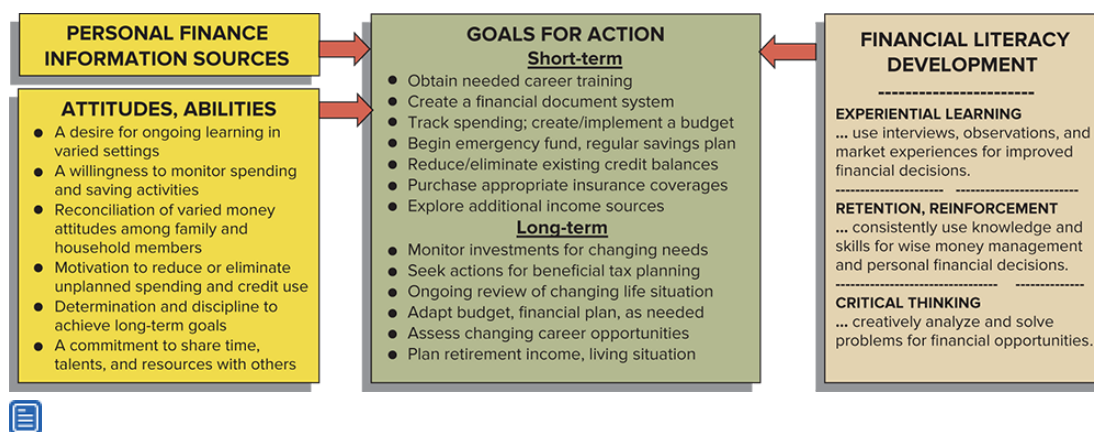 PERSONAL FINANCE
INFORMATION SOURCES
ATTITUDES, ABILITIES
● A desire for ongoing learning in
varied settings
● A willingness to monitor spending
and saving activities
● Reconciliation of varied money
attitudes among family and
household members
● Motivation to reduce or eliminate
unplanned spending and credit use
● Determination and discipline to
achieve long-term goals
● A commitment to share time,
talents, and resources with others
GOALS FOR ACTION
Short-term
● Obtain needed career training
● Create a financial document system
● Track spending; create/implement a budget
● Begin emergency fund, regular savings plan
● Reduce/eliminate existing credit balances
● Purchase appropriate insurance coverages
● Explore additional income sources
Long-term
● Monitor investments for changing needs
● Seek actions for beneficial tax planning
● Ongoing review of changing life situation
● Adapt budget, financial plan, as needed
● Assess changing career opportunities
● Plan retirement income, living situation
FINANCIAL LITERACY
DEVELOPMENT
EXPERIENTIAL LEARNING
... use interviews, observations, and
market experiences for improved
financial decisions.
RETENTION, REINFORCEMENT
... consistently use knowledge and
skills for wise money management
and personal financial decisions.
CRITICAL THINKING
... creatively analyze and solve
problems for financial opportunities.